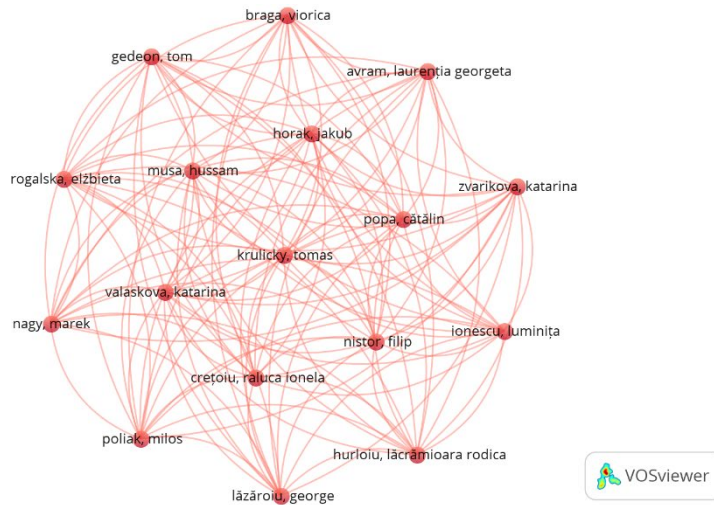 braga, viorica
gedeon, tom
avram, laurenția georgeta
horak, jakub
musa, hussam
rogalska, elżbieta
zvarikova, katarina
popa, cătălin
krulicky, tomas
valaskova, katarina
nagy, marek
ionescu, luminița
nistor, filip
crețoiu, raluca ionela
poliak, milos
hurloiu, lăcrămioara rodica
lăzăroiu, george
VOSviewer